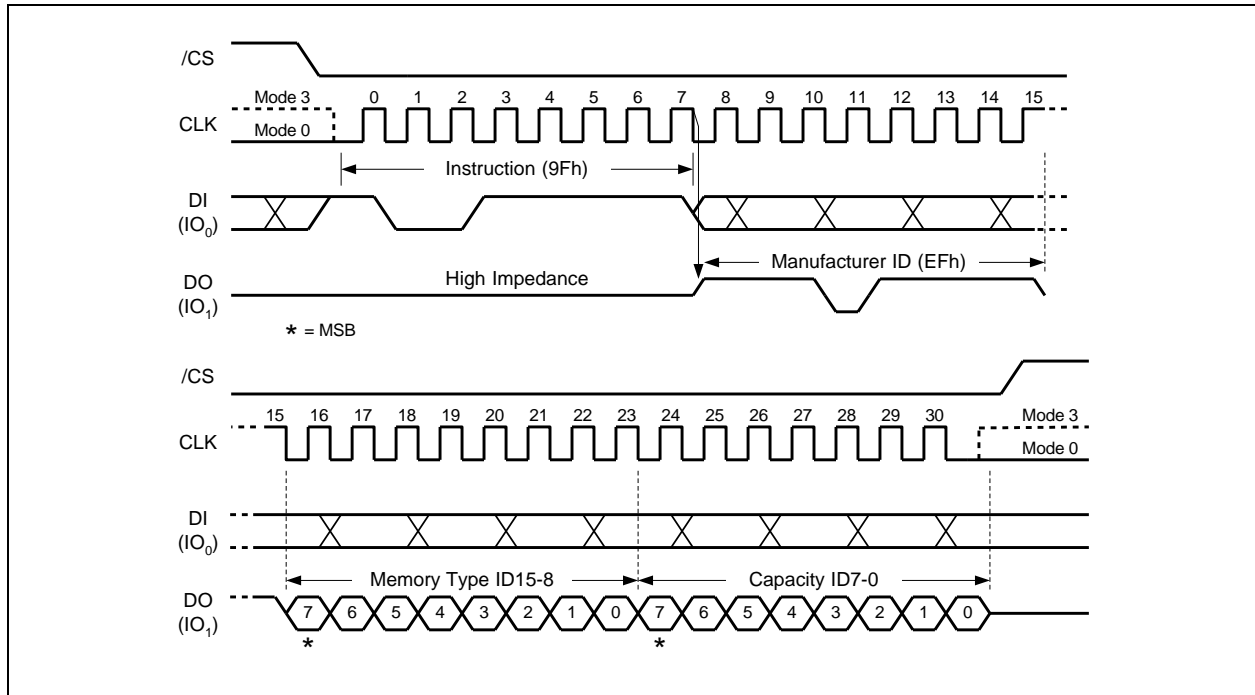 /CS
Mode 3 0 1 2 3 4 5 6 7 8 9 10 11 12 13 14 15
CLK
Mode 0
Instruction (9Fh)
DI
(IO₀)
Manufacturer ID (EFh)
High Impedance
DO
(IO₁)
* = MSB
/CS
15 16 17 18 19 20 21 22 23 24 25 26 27 28 29 30 Mode 3
CLK
Mode 0
DI
(IO₀)
Memory Type ID15-8 Capacity ID7-0
DO
(IO₁)
7 6 5 4 3 2 1 0 7 6 5 4 3 2 1 0
* *